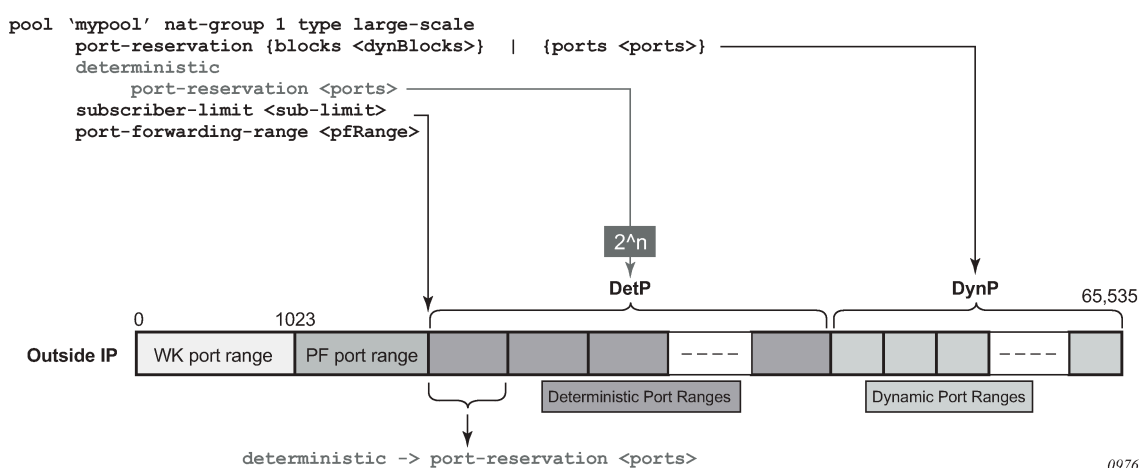 pool ‘mypool’ nat-group 1 type large-scale
port-reservation {blocks <dynBlocks>} | {ports <ports>}
deterministic
port-reservation <ports>
subscriber-limit <sub-limit>
port-forwarding-range <pfRange>
2^n
DetP
DynP
65,535
0
1023
Outside IP
WK port range
PF port range
Deterministic Port Ranges
Dynamic Port Ranges
deterministic -> port-reservation <ports>
0976